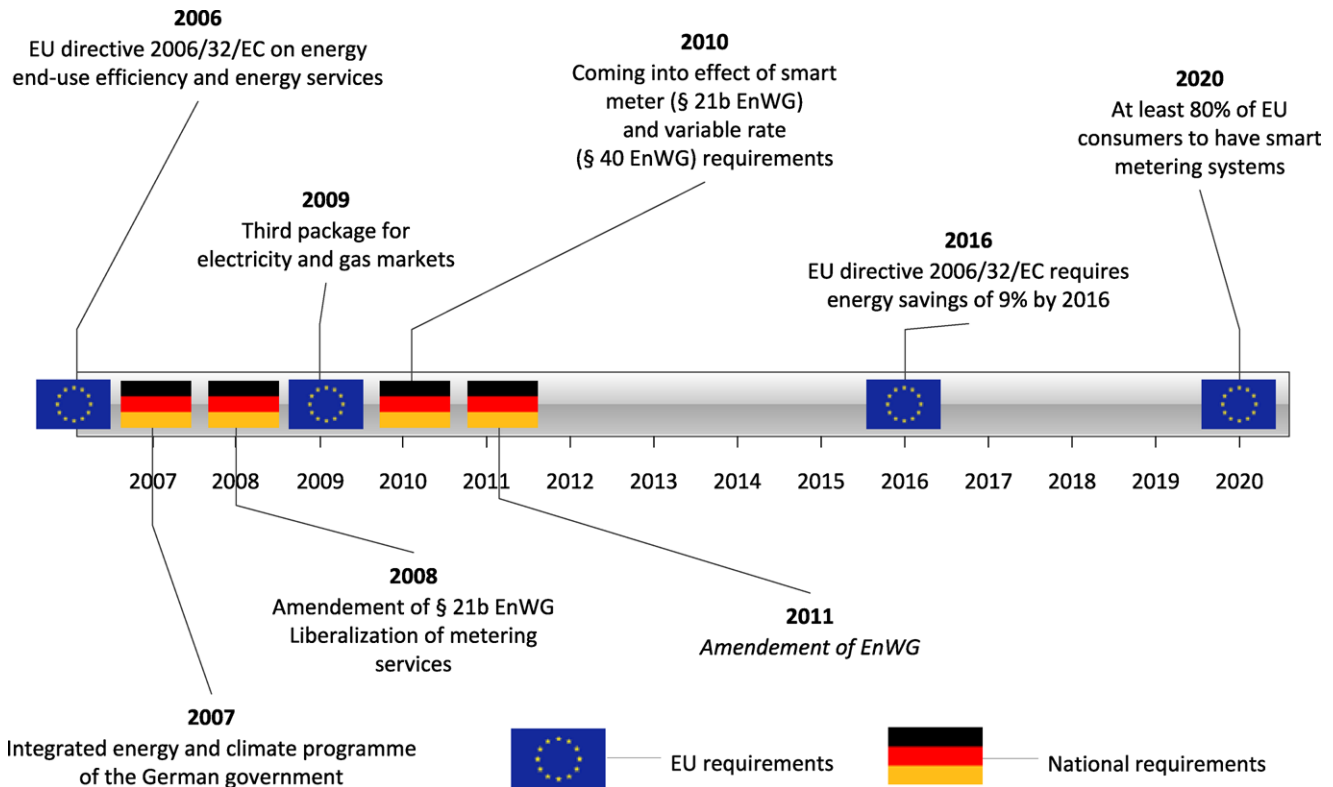 2006
EU directive 2006/32/EC on energy
end-use efficiency and energy services
2010
Coming into effect of smart
meter (§ 21b EnWG)
and variable rate
(§ 40 EnWG) requirements
2020
At least 80% of EU
consumers to have smart
metering systems
2009
Third package for
electricity and gas markets
2016
EU directive 2006/32/EC requires
energy savings of 9% by 2016
2007 2008 2009 2010 2011 2012 2013 2014 2015 2016 2017 2018 2019 2020
2008
Amendement of § 21b EnWG
Liberalization of metering
services
2011
Amendement of EnWG
2007
Integrated energy and climate programme
of the German government
EU requirements
National requirements